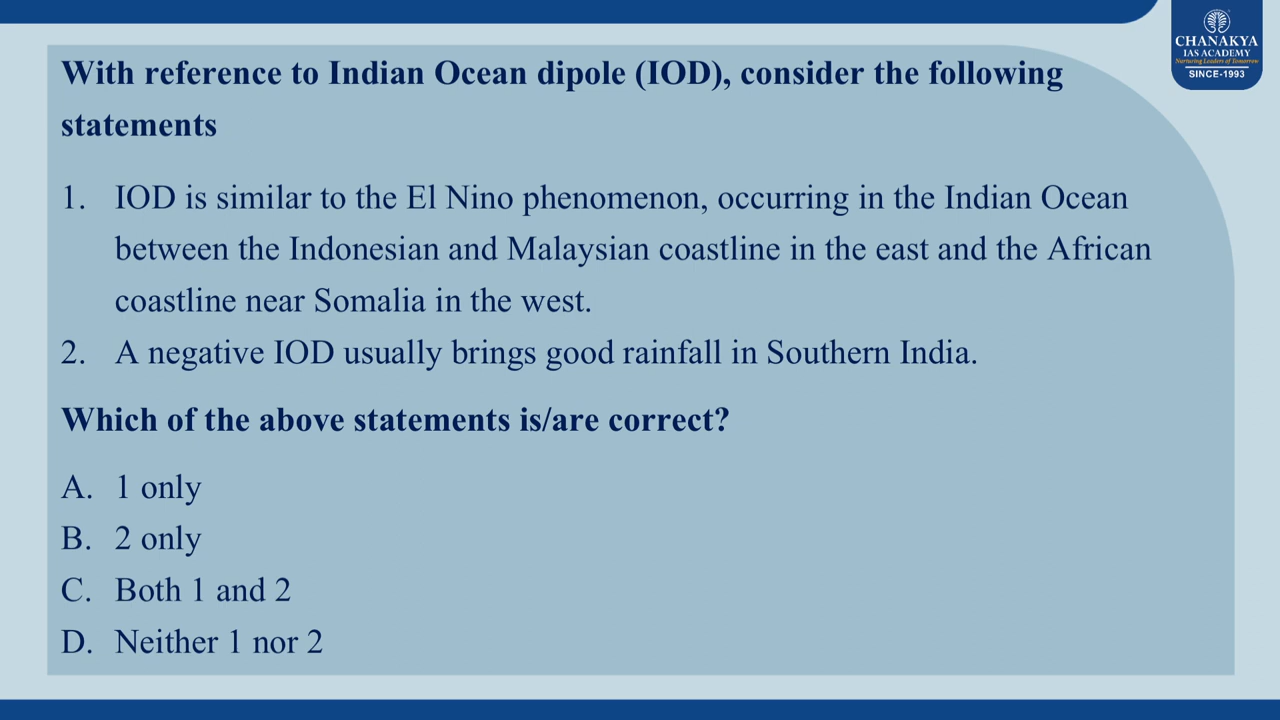 CHANAKYA
IAS ACADEMY
Nurturing Leaders of Tomorrow
SINCE-1993
With reference to Indian Ocean dipole (IOD), consider the following
statements
1. IOD is similar to the El Nino phenomenon, occurring in the Indian Ocean
between the Indonesian and Malaysian coastline in the east and the African
coastline near Somalia in the west.
2. A negative IOD usually brings good rainfall in Southern India.
Which of the above statements is/are correct?
A. 1 only
B. 2 only
C. Both 1 and 2
D. Neither 1 nor 2